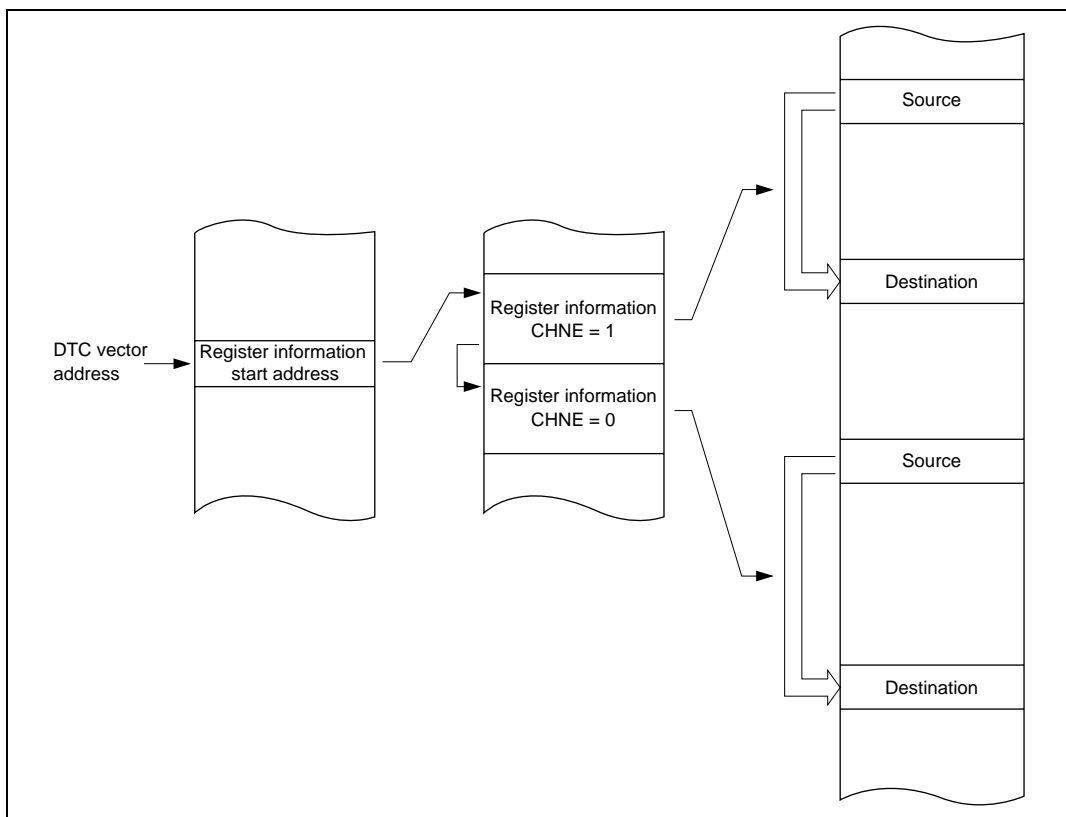 DTC vector
address
Register information
start address
Register information
CHNE = 1
Register information
CHNE = 0
Source
Destination
Source
Destination